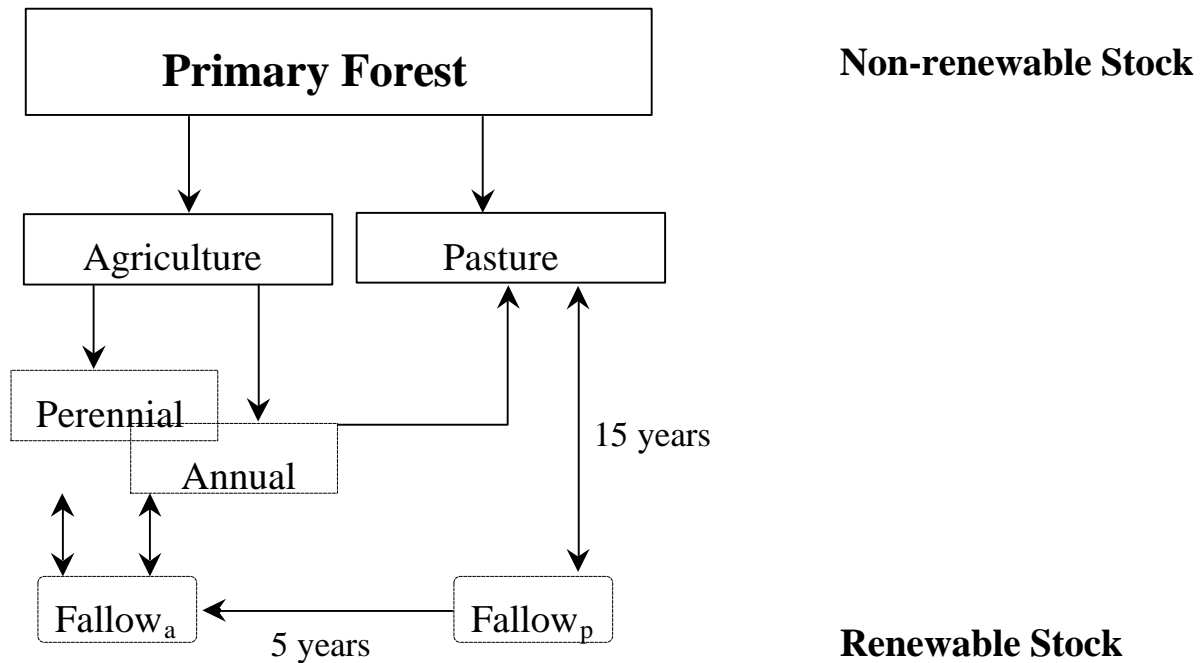 Primary Forest
Non-renewable Stock
Agriculture
Pasture
Perennial
Annual
15 years
Fallowₐ
Fallowₚ
5 years
Renewable Stock